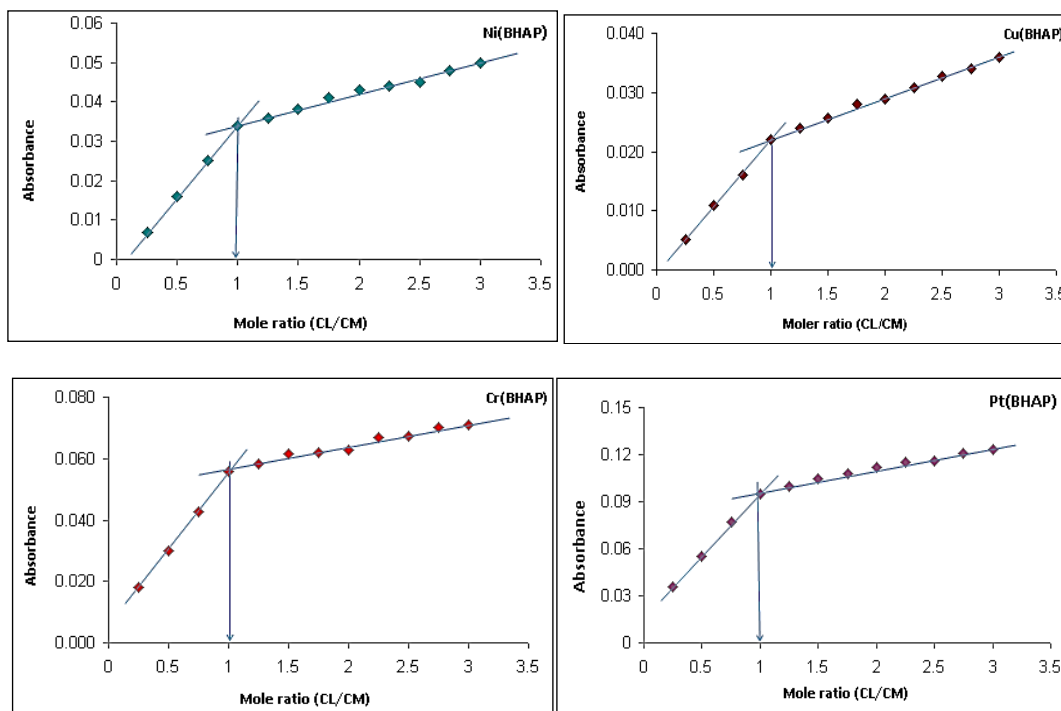 Ni(BHAP)
Absorbance
0.06
0.05
0.04
0.03
0.02
0.01
0
0 0.5 1 1.5 2 2.5 3 3.5
Mole ratio (CL/CM)
Cu(BHAP)
Absorbance
0.040
0.030
0.020
0.010
0.000
0 0.5 1 1.5 2 2.5 3 3.5
Moler ratio (CL/CM)
Cr(BHAP)
Absorbance
0.080
0.060
0.040
0.020
0.000
0 0.5 1 1.5 2 2.5 3 3.5
Mole ratio (CL/CM)
Pt(BHAP)
Absorbance
0.15
0.12
0.09
0.06
0.03
0
0 0.5 1 1.5 2 2.5 3 3.5
Mole ratio (CL/CM)